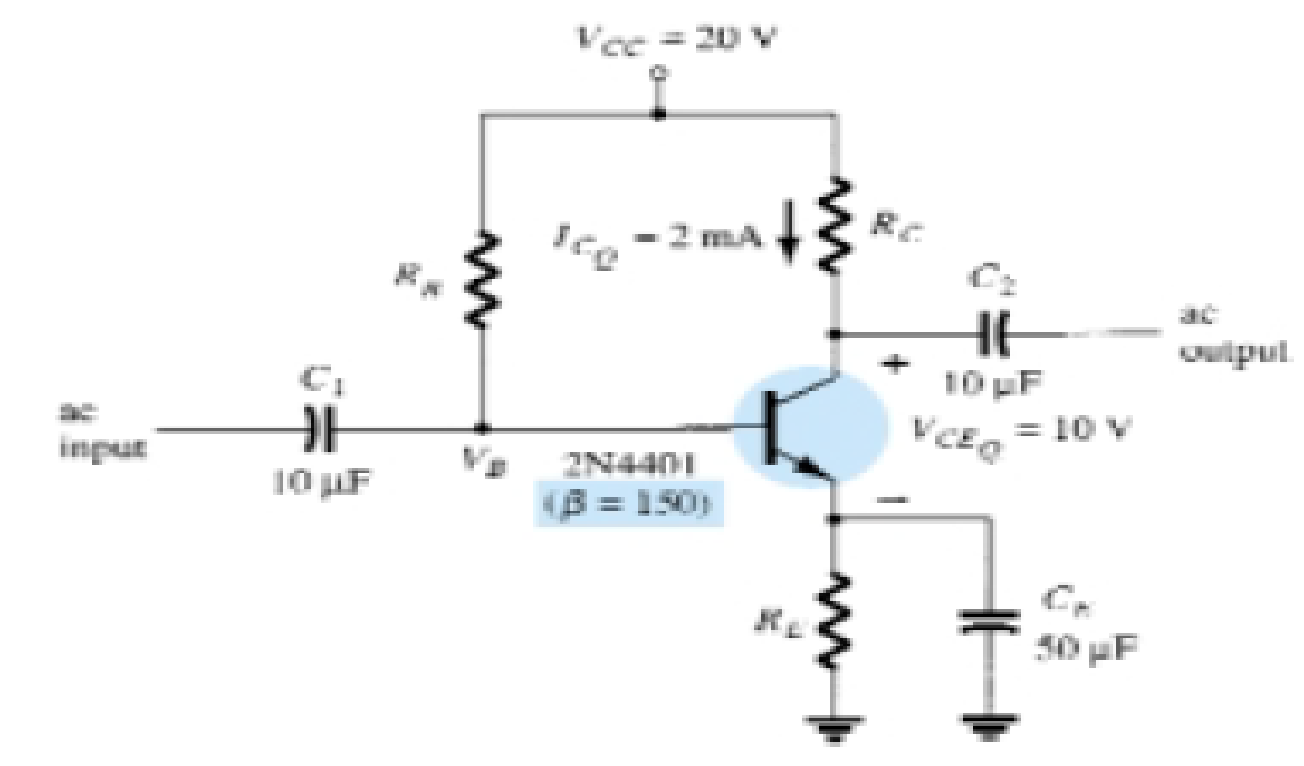 V_CC = 20 V
I_CQ = 2 mA
R_C
R_B
C_2
ac
output
10 µF
C_1
ac
input
10 µF
V_B
2N4401
(β = 150)
+
V_CEQ = 10 V
−
R_E
C_E
50 µF